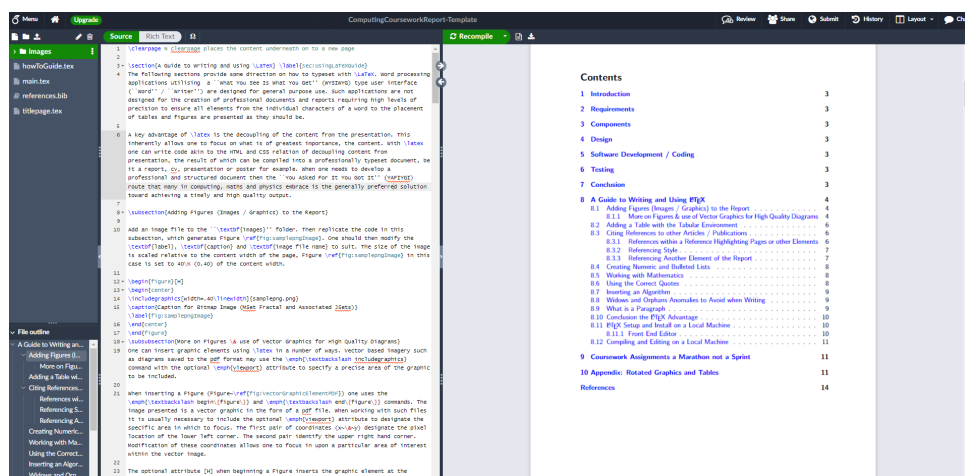 Menu
Upgrade
ComputingCourseworkReport-Template
Review
Share
Submit
History
Layout
Source
Rich Text
Ω
Recompile
Images
howToGuide.tex
main.tex
references.bib
titlepage.tex
File outline
A Guide to Writing an...
Adding Figures (I...
More on Figu...
Adding a Table wi...
Citing References...
References wi...
Referencing S...
Referencing A...
Creating Numeric...
Working with Ma...
Using the Correct...
Inserting an Algor...
Widows and Orp...
1 \clearpage % clearpage places the content underneath on to a new page
2
3 \section{A Guide to Writing and Using \LaTeX} \label{sec:usingLatexGuide}
4 The following sections provide some direction on how to typeset with \LaTeX. Word processing
applications utilising a ``What You See Is What You Get'' (WYSIWYG) type user interface
(``Word'' / ``Writer'') are designed for general purpose use. Such applications are not
designed for the creation of professional documents and reports requiring high levels of
precision to ensure all elements from the individual characters of a word to the placement
of tables and figures are presented as they should be.
5
6 A key advantage of \latex is the decoupling of the content from the presentation. This
inherently allows one to focus on what is of greatest importance, the content. With \latex
one can write code akin to the HTML and CSS relation of decoupling content from
presentation, the result of which can be compiled into a professionally typeset document, be
it a report, cv, presentation or poster for example. When one needs to develop a
professional and structured document then the ``You Asked For It You Got It'' (YAFIYGI)
route that many in computing, maths and physics embrace is the generally preferred solution
toward achieving a timely and high quality output.
7
8 \subsection{Adding Figures (Images / Graphics) to the Report}
9
10 Add an image file to the ``\textbf{images}'' folder. Then replicate the code in this
subsection, which generates Figure \ref{fig:samplepngImage}. One should then modify the
\textbf{label}, \textbf{caption} and \textbf{image file name} to suit. The size of the image
is scaled relative to the content width of the page, Figure \ref{fig:samplepngImage} in this
case is set to 40\% (0.40) of the content width.
11
12 \begin{figure}[H]
13 \begin{center}
14 \includegraphics[width=.40\linewidth]{samplepng.png}
15 \caption{Caption for Bitmap Image (MSet Fractal and Associated JSets)}
\label{fig:samplepngImage}
16 \end{center}
17 \end{figure}
18 \subsubsection{More on Figures \& use of Vector Graphics for High Quality Diagrams}
19 One can insert graphic elements using \latex in a number of ways. Vector based imagery such
as diagrams saved to the pdf format may use the \emph{\textbackslash includegraphics}
command with the optional \emph{viewport} attribute to specify a precise area of the graphic
to be included.
20
21 When inserting a Figure (Figure~\ref{fig:vectorGraphicElementPDF}) one uses the
\emph{\textbackslash begin\{figure\}} and \emph{\textbackslash end\{figure\}} commands. The
image presented is a vector graphic in the form of a pdf file. When working with such files
it is usually necessary to include the optional \emph{viewport} attribute to designate the
specific area in which to focus. The first pair of coordinates (x~\&~y) designate the pixel
location of the lower left corner. The second pair identify the upper right hand corner.
Modification of these coordinates allows one to focus in upon a particular area of interest
within the vector image.
22
23 The optional attribute [H] when beginning a Figure inserts the graphic element at the
Contents
1 Introduction 3
2 Requirements 3
3 Components 3
4 Design 3
5 Software Development / Coding 3
6 Testing 3
7 Conclusion 3
8 A Guide to Writing and Using LATEX 4
8.1 Adding Figures (Images / Graphics) to the Report 4
8.1.1 More on Figures & use of Vector Graphics for High Quality Diagrams 4
8.2 Adding a Table with the Tabular Environment 6
8.3 Citing References to other Articles / Publications 6
8.3.1 References within a Reference Highlighting Pages or other Elements 6
8.3.2 Referencing Style 7
8.3.3 Referencing Another Element of the Report 7
8.4 Creating Numeric and Bulleted Lists 8
8.5 Working with Mathematics 8
8.6 Using the Correct Quotes 8
8.7 Inserting an Algorithm 9
8.8 Widows and Orphans Anomalies to Avoid when Writing 9
8.9 What is a Paragraph 9
8.10 Conclusion the LATEX Advantage 10
8.11 LATEX Setup and Install on a Local Machine 10
8.11.1 Front End Editor 10
8.12 Compiling and Editing on a Local Machine 11
9 Coursework Assignments a Marathon not a Sprint 11
10 Appendix: Rotated Graphics and Tables 11
References 14